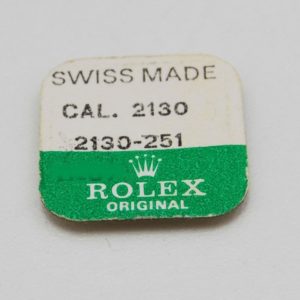 SWISS MADE
CAL. 2130
2130-251
ROLEX
ORIGINAL